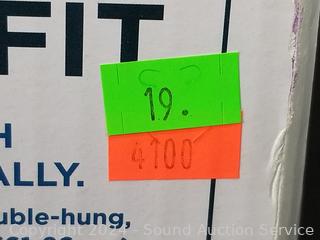 FIT
19.
4100
H
ALLY.
uble-hung,
Copyright 2024 - Sound Auction Service